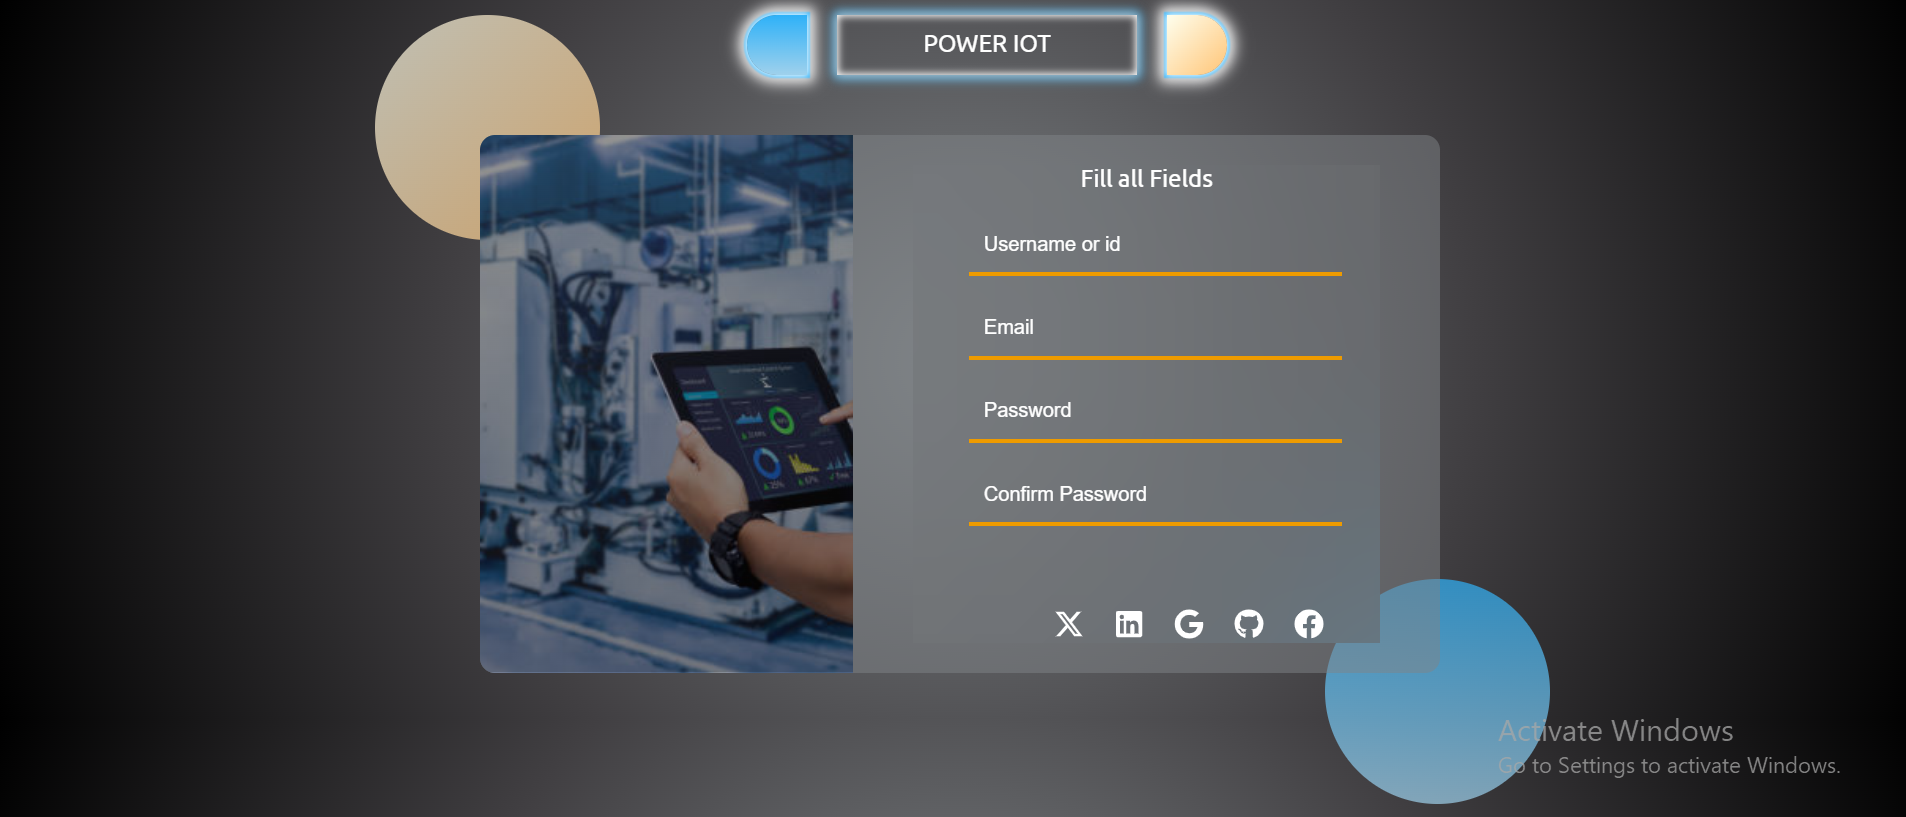 POWER IOT
Fill all Fields
Username or id
Email
Password
Confirm Password
Activate Windows
Go to Settings to activate Windows.